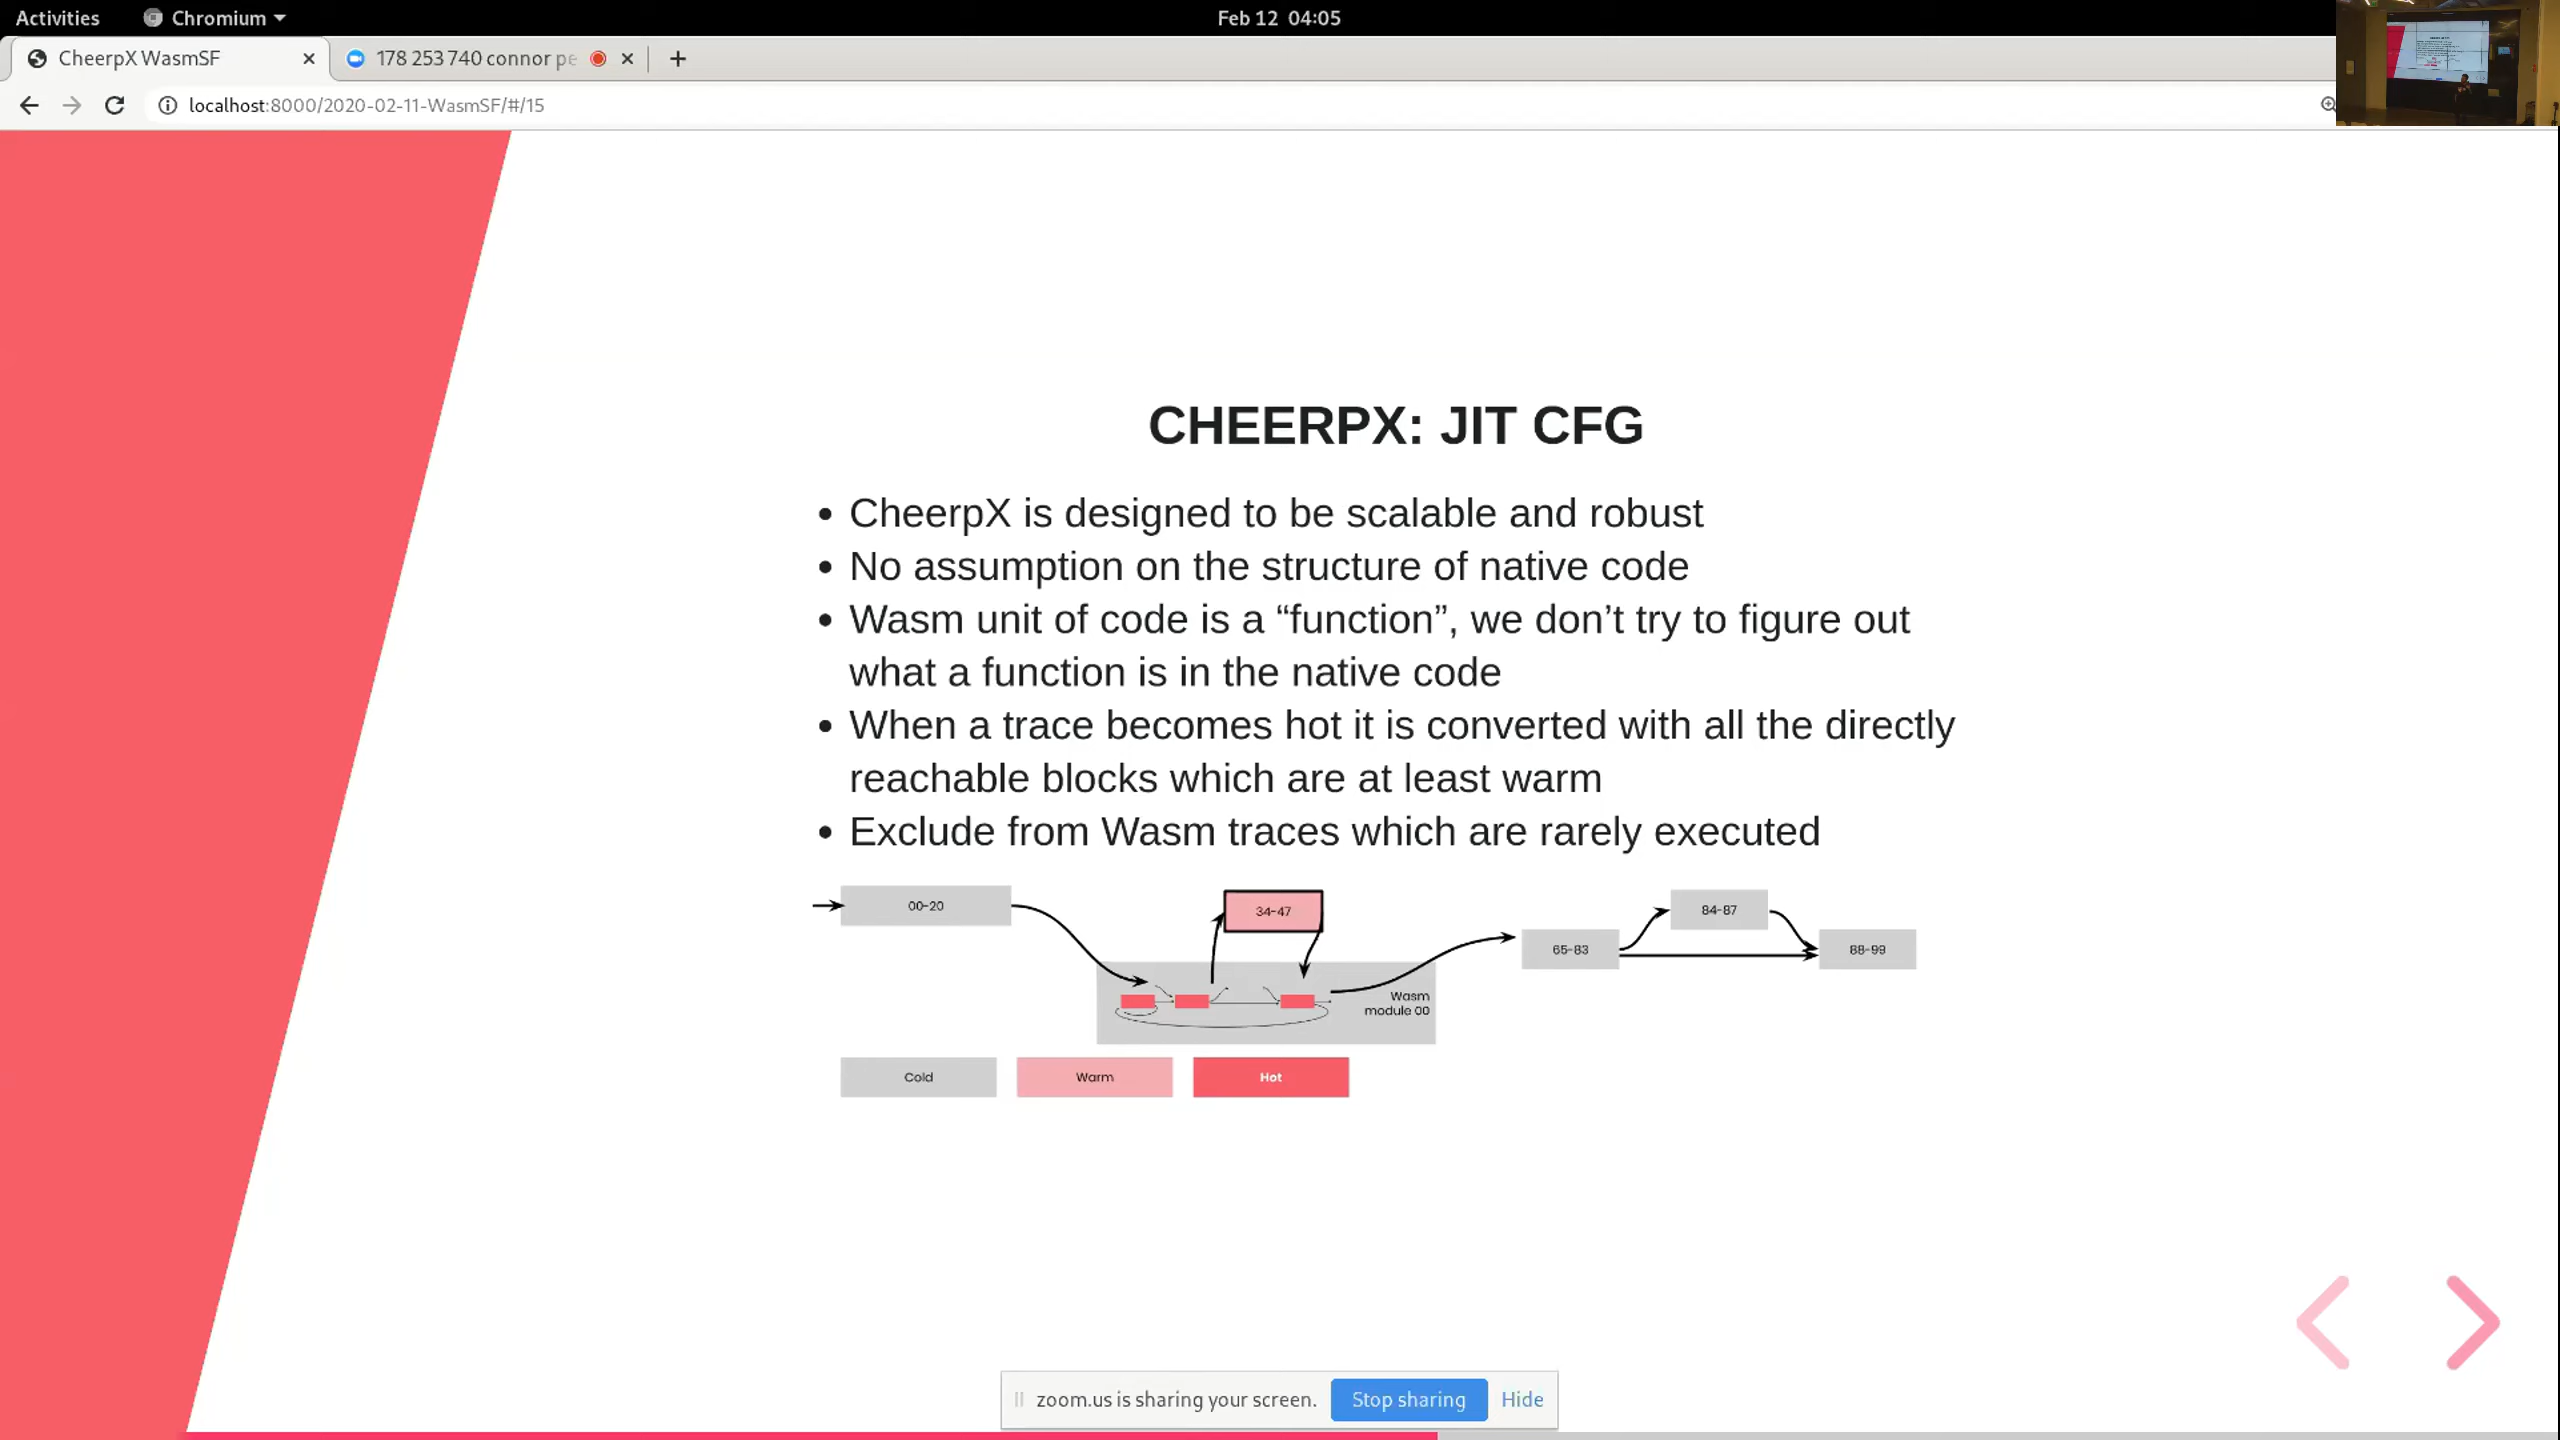 Activities
Chromium
Feb 12 04:05
CheerpX WasmSF
178 253 740 connor pe
localhost:8000/2020-02-11-WasmSF/#/15
CHEERPX: JIT CFG
• CheerpX is designed to be scalable and robust
• No assumption on the structure of native code
• Wasm unit of code is a “function”, we don’t try to figure out
what a function is in the native code
• When a trace becomes hot it is converted with all the directly
reachable blocks which are at least warm
• Exclude from Wasm traces which are rarely executed
00-20
34-47
84-87
65-83
88-99
Wasm
module 00
Cold
Warm
Hot
zoom.us is sharing your screen.
Stop sharing
Hide